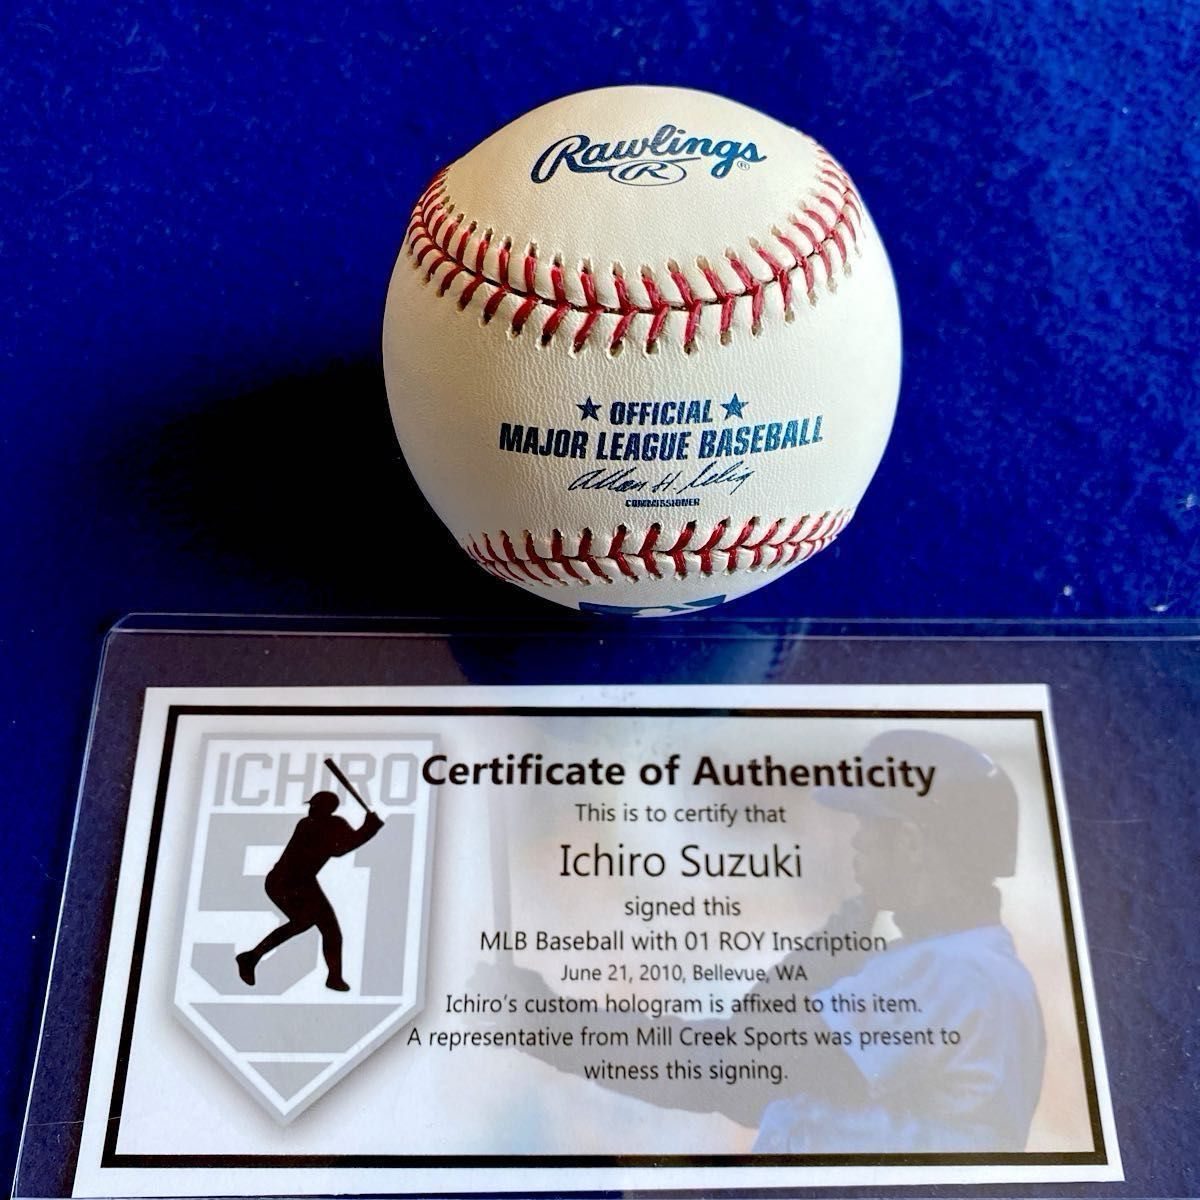 Rawlings
R ®
★ OFFICIAL ★
MAJOR LEAGUE BASEBALL
Allan H. Selig
COMMISSIONER
ICHIRO
51
Certificate of Authenticity
This is to certify that
Ichiro Suzuki
signed this
MLB Baseball with 01 ROY Inscription
June 21, 2010, Bellevue, WA
Ichiro's custom hologram is affixed to this item.
A representative from Mill Creek Sports was present to
witness this signing.